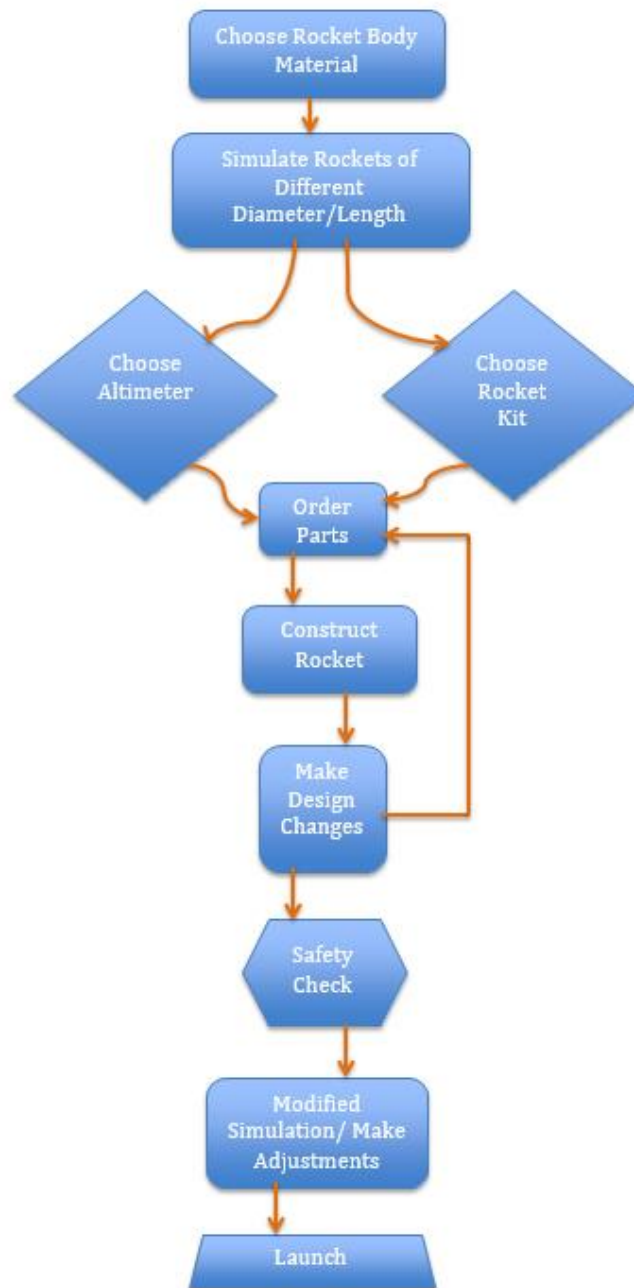 Choose Rocket Body
Material
Simulate Rockets of
Different
Diameter/Length
Choose
Altimeter
Choose
Rocket
Kit
Order
Parts
Construct
Rocket
Make
Design
Changes
Safety
Check
Modified
Simulation/ Make
Adjustments
Launch